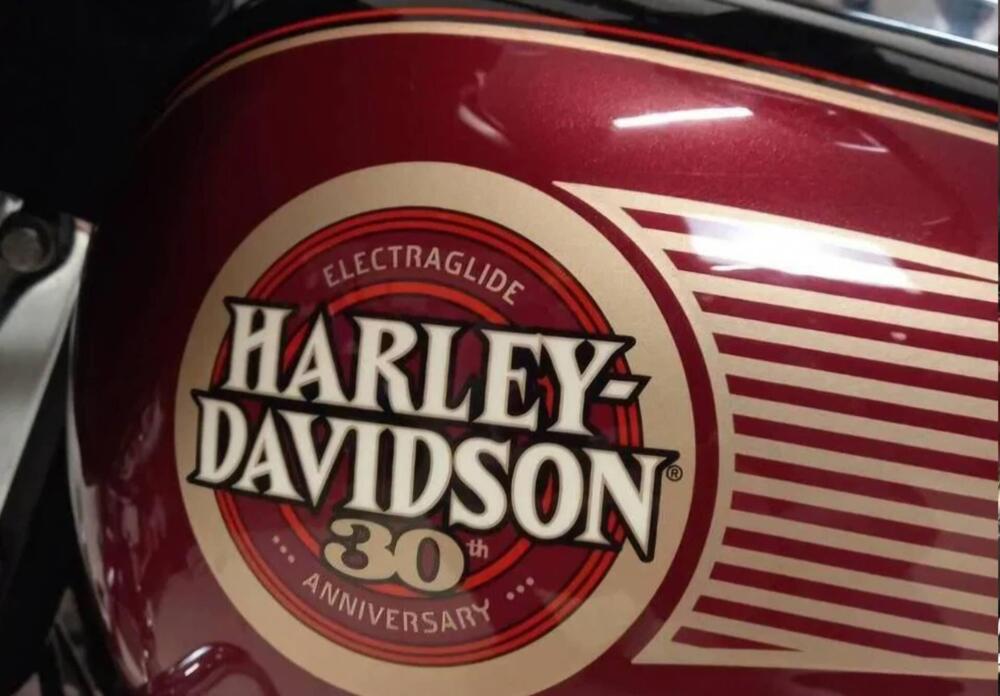 ELECTRAGLIDE
HARLEY-
DAVIDSON®
30th
••• ANNIVERSARY •••